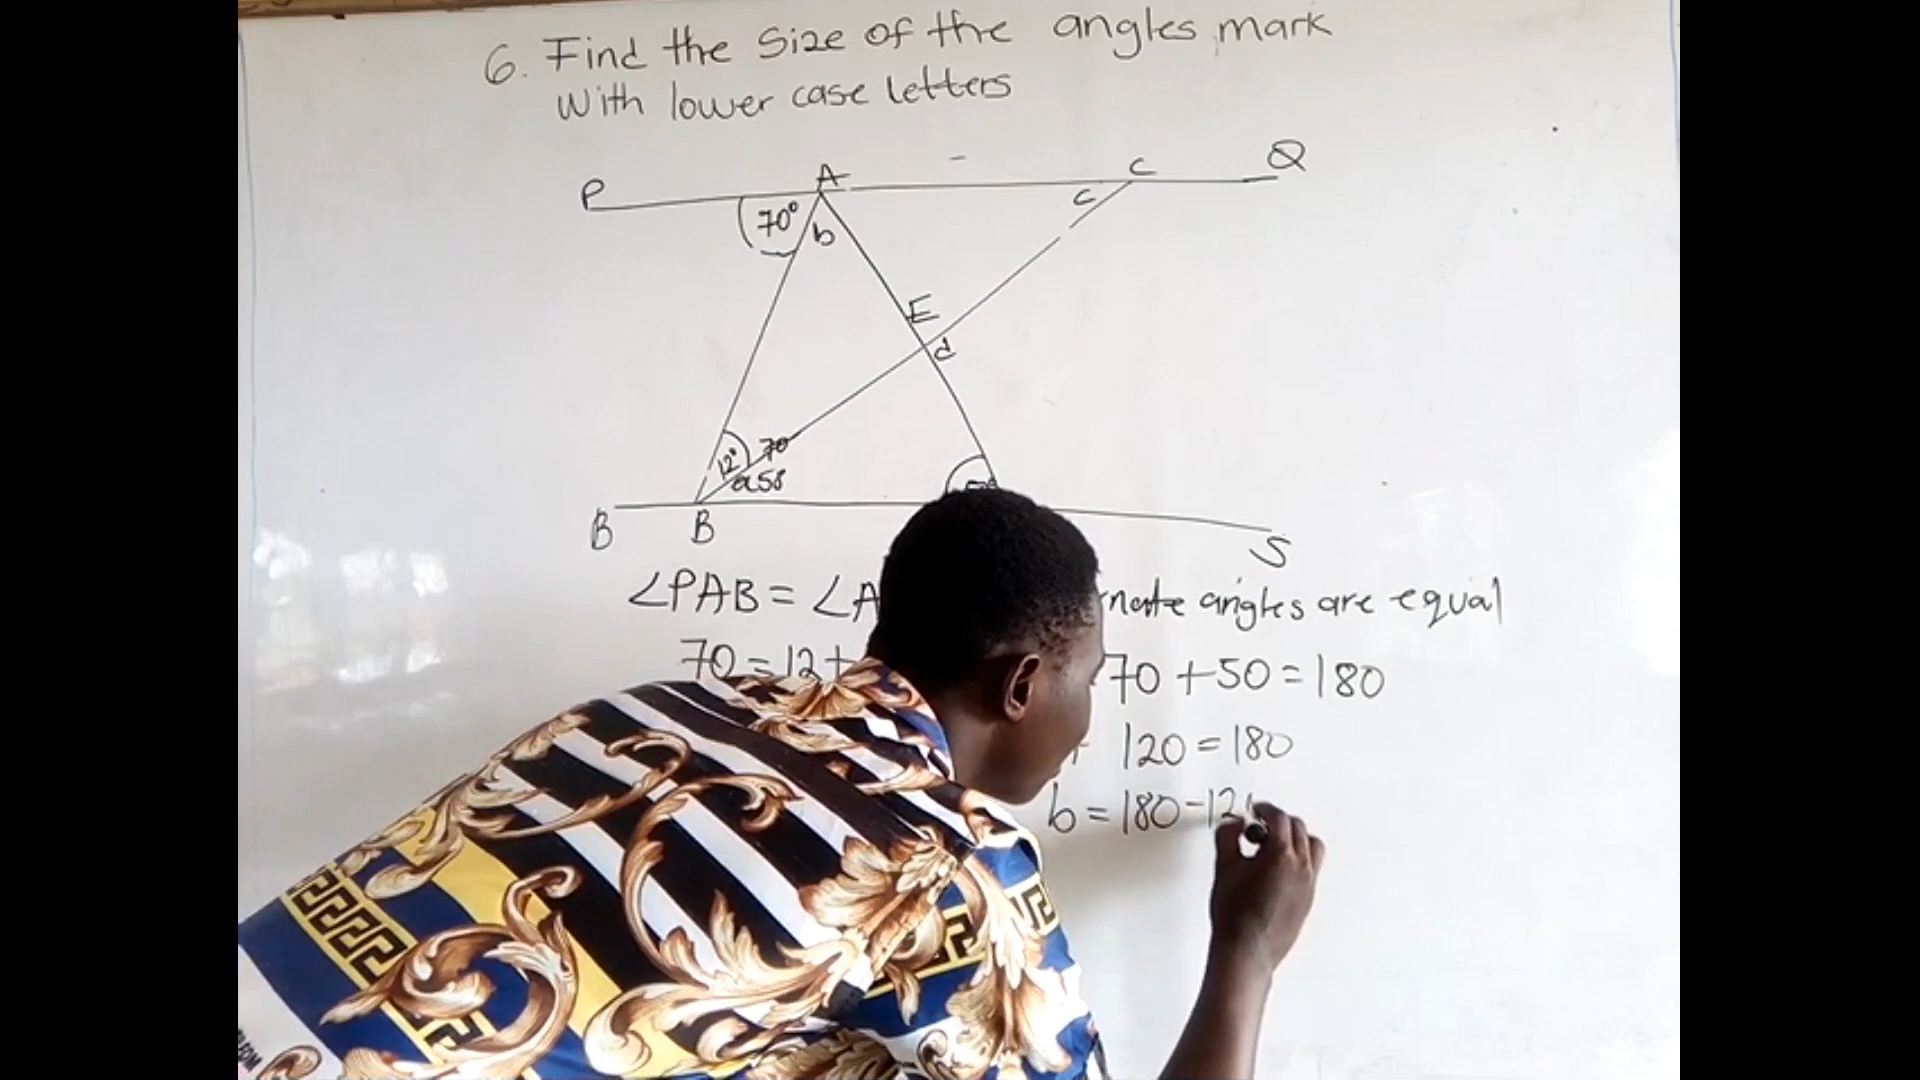 6. Find the Size of the angles mark
With lower case letters
P A C Q
70° b c
E
d
12° 70
a58
B B S
∠PAB = ∠A nate angles are equal
70 = 12 + 70 + 50 = 180
120 = 180
b = 180 - 12